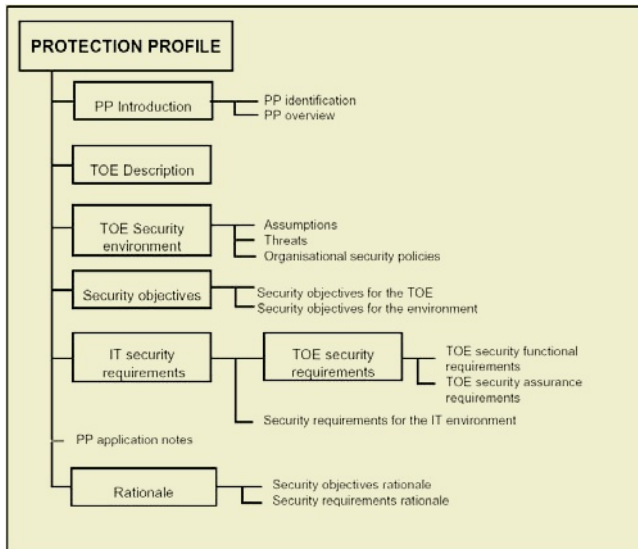 PROTECTION PROFILE
PP Introduction
PP identification
PP overview
TOE Description
TOE Security
environment
Assumptions
Threats
Organisational security policies
Security objectives
Security objectives for the TOE
Security objectives for the environment
IT security
requirements
TOE security
requirements
TOE security functional
requirements
TOE security assurance
requirements
Security requirements for the IT environment
PP application notes
Rationale
Security objectives rationale
Security requirements rationale